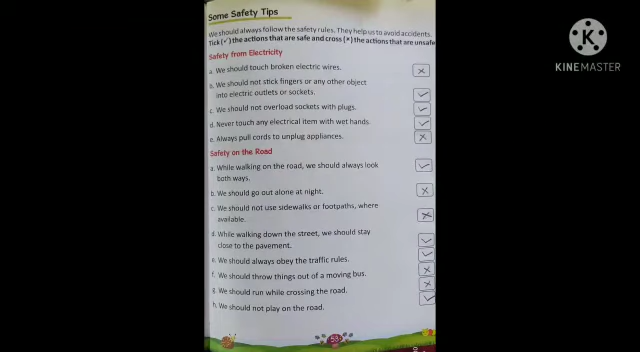 Some Safety Tips
We should always follow the safety rules. They help us to avoid accidents.
Tick (✓) the actions that are safe and cross (×) the actions that are unsafe
Safety from Electricity
a. We should touch broken electric wires. ×
b. We should not stick fingers or any other object
into electric outlets or sockets. ✓
c. We should not overload sockets with plugs. ✓
d. Never touch any electrical item with wet hands. ✓
e. Always pull cords to unplug appliances. ×
Safety on the Road
a. While walking on the road, we should always look ✓
both ways.
b. We should go out alone at night. ×
c. We should not use sidewalks or footpaths, where
available. ×
d. While walking down the street, we should stay
close to the pavement. ✓
e. We should always obey the traffic rules. ✓
f. We should throw things out of a moving bus. ×
g. We should run while crossing the road. ×
h. We should not play on the road. ✓
53
KINEMASTER